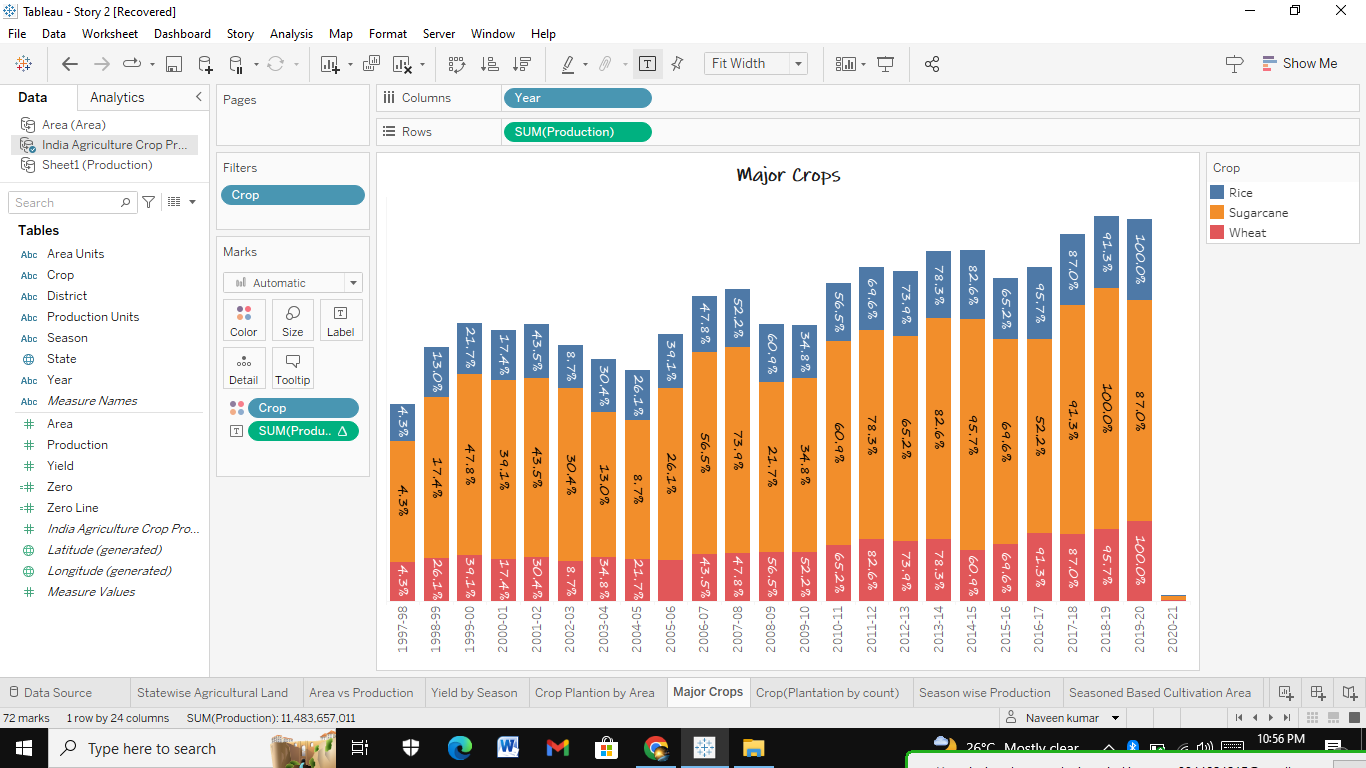 Tableau - Story 2 [Recovered]
File Data Worksheet Dashboard Story Analysis Map Format Server Window Help
Fit Width
Show Me
Data Analytics
Area (Area)
India Agriculture Crop Pr...
Sheet1 (Production)
Search
Tables
Abc Area Units
Abc Crop
Abc District
Abc Production Units
Abc Season
State
Abc Year
Abc Measure Names
Area
Production
Yield
Zero
Zero Line
India Agriculture Crop Pro...
Latitude (generated)
Longitude (generated)
Measure Values
Pages
Filters
Crop
Marks
Automatic
Color Size Label
Detail Tooltip
Crop
SUM(Produ..
Columns Year
Rows SUM(Production)
Major Crops
4.3% 13.0% 21.7% 17.4% 43.5% 8.7% 30.4% 26.1% 39.1% 47.8% 52.2% 60.9% 34.8% 56.5% 69.6% 73.9% 78.3% 82.6% 65.2% 95.7% 87.0% 91.3% 100.0%
4.3% 17.4% 47.8% 39.1% 43.5% 30.4% 13.0% 8.7% 26.1% 56.5% 73.9% 21.7% 34.8% 60.9% 78.3% 65.2% 82.6% 95.7% 69.6% 52.2% 91.3% 100.0% 87.0%
4.3% 26.1% 39.1% 17.4% 30.4% 8.7% 34.8% 21.7% 43.5% 47.8% 56.5% 52.2% 65.2% 82.6% 73.9% 78.3% 60.9% 69.6% 91.3% 87.0% 95.7% 100.0%
1997-98 1998-99 1999-00 2000-01 2001-02 2002-03 2003-04 2004-05 2005-06 2006-07 2007-08 2008-09 2009-10 2010-11 2011-12 2012-13 2013-14 2014-15 2015-16 2016-17 2017-18 2018-19 2019-20 2020-21
Crop
Rice
Sugarcane
Wheat
Data Source Statewise Agricultural Land Area vs Production Yield by Season Crop Plantion by Area Major Crops Crop(Plantation by count) Season wise Production Seasoned Based Cultivation Area
72 marks 1 row by 24 columns SUM(Production): 11,483,657,011 Naveen kumar
Type here to search
26°C Mostly clear
10:56 PM